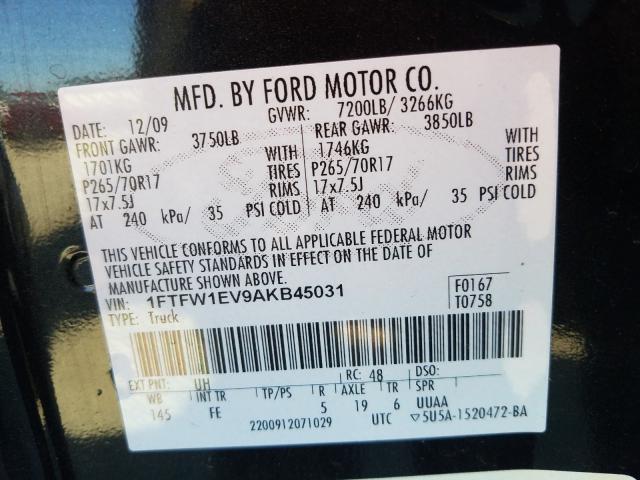 MFD. BY FORD MOTOR CO.
DATE: 12/09 GVWR: 7200LB/ 3266KG
FRONT GAWR: 3750LB REAR GAWR: 3850LB
1701KG WITH 1746KG WITH
P265/70R17 TIRES P265/70R17 TIRES
17x7.5J RIMS 17x7.5J RIMS
AT 240 kPa/ 35 PSI COLD AT 240 kPa/ 35 PSI COLD
THIS VEHICLE CONFORMS TO ALL APPLICABLE FEDERAL MOTOR
VEHICLE SAFETY STANDARDS IN EFFECT ON THE DATE OF
MANUFACTURE SHOWN ABOVE.
VIN: 1FTFW1EV9AKB45031 F0167
TYPE: Truck T0758
EXT PNT: UH RC: 48 DSO:
WB INT TR TP/PS R AXLE TR SPR
145 FE 5 19 6 UUAA
2200912071029 UTC ▽5U5A-1520472-BA